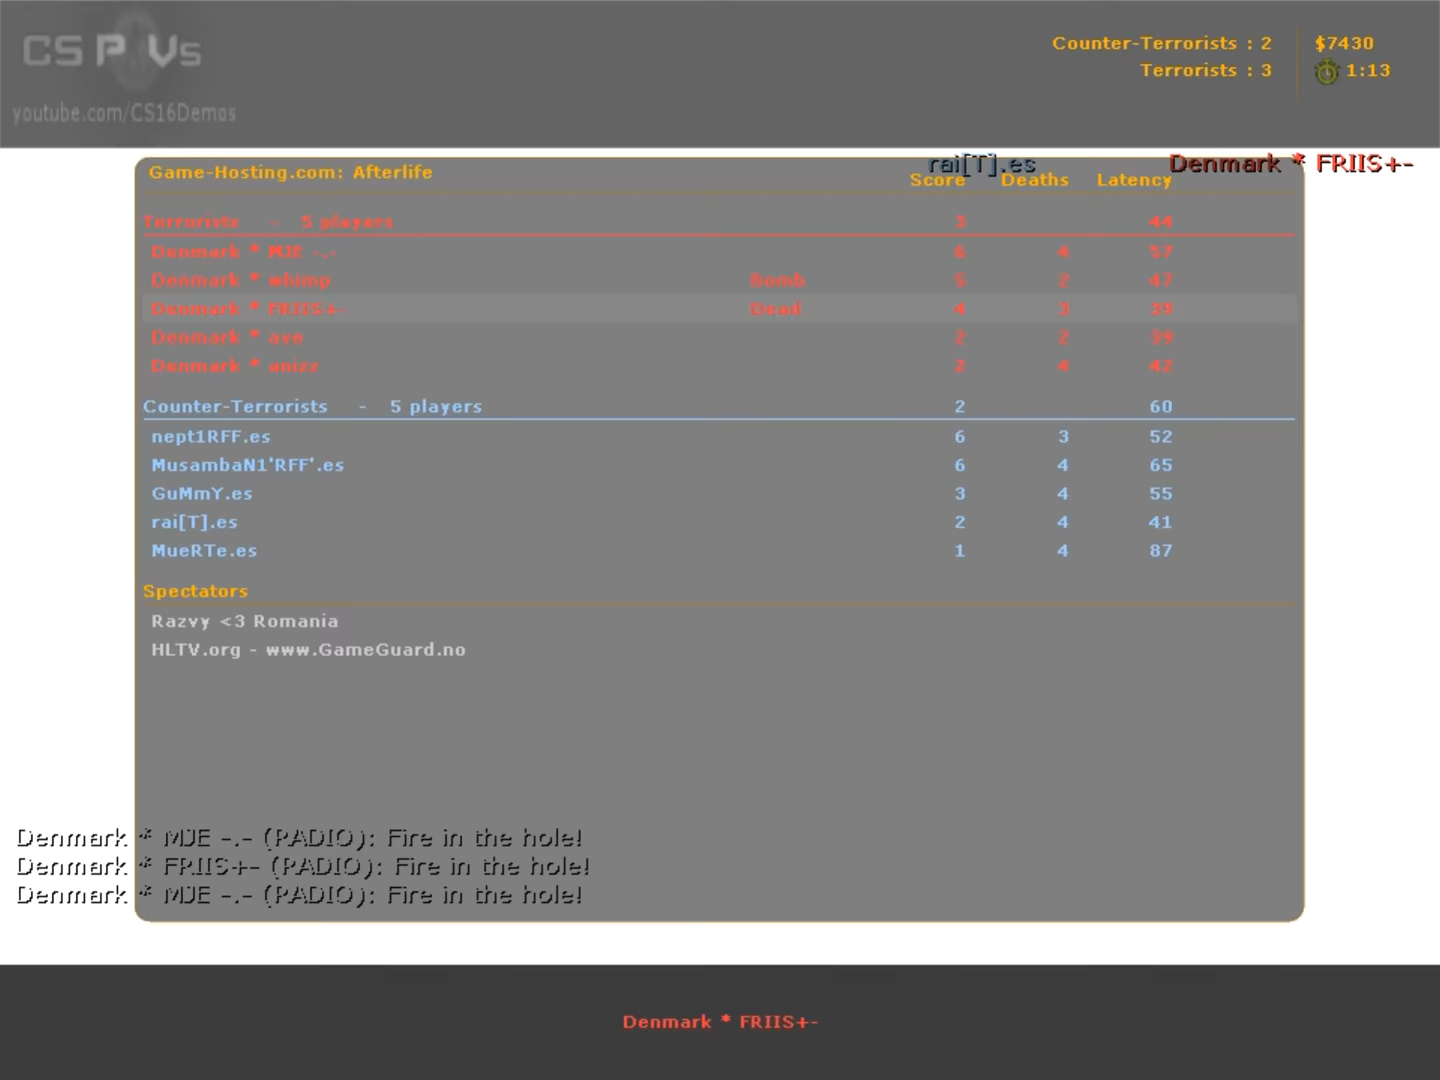 CS POVs
youtube.com/CS16Demos
Counter-Terrorists : 2 $7430
Terrorists : 3 1:13
rai[T].es Denmark * FRIIS+-
Game-Hosting.com: Afterlife Score Deaths Latency
Terrorists - 5 players 3 44
Denmark * MJE -.- 6 4 57
Denmark * whimp Bomb 5 2 47
Denmark * FRIIS+- Dead 4 3 39
Denmark * ave 2 2 39
Denmark * 2 4 42
Counter-Terrorists - 5 players 2 60
nept1RFF.es 6 3 52
MusambaN1'RFF'.es 6 4 65
GuMmY.es 3 4 55
rai[T].es 2 4 41
MueRTe.es 1 4 87
Spectators
Razvy <3 Romania
HLTV.org - www.GameGuard.no
Denmark * MJE -.- (RADIO): Fire in the hole!
Denmark * FRIIS+- (RADIO): Fire in the hole!
Denmark * MJE -.- (RADIO): Fire in the hole!
Denmark * FRIIS+-